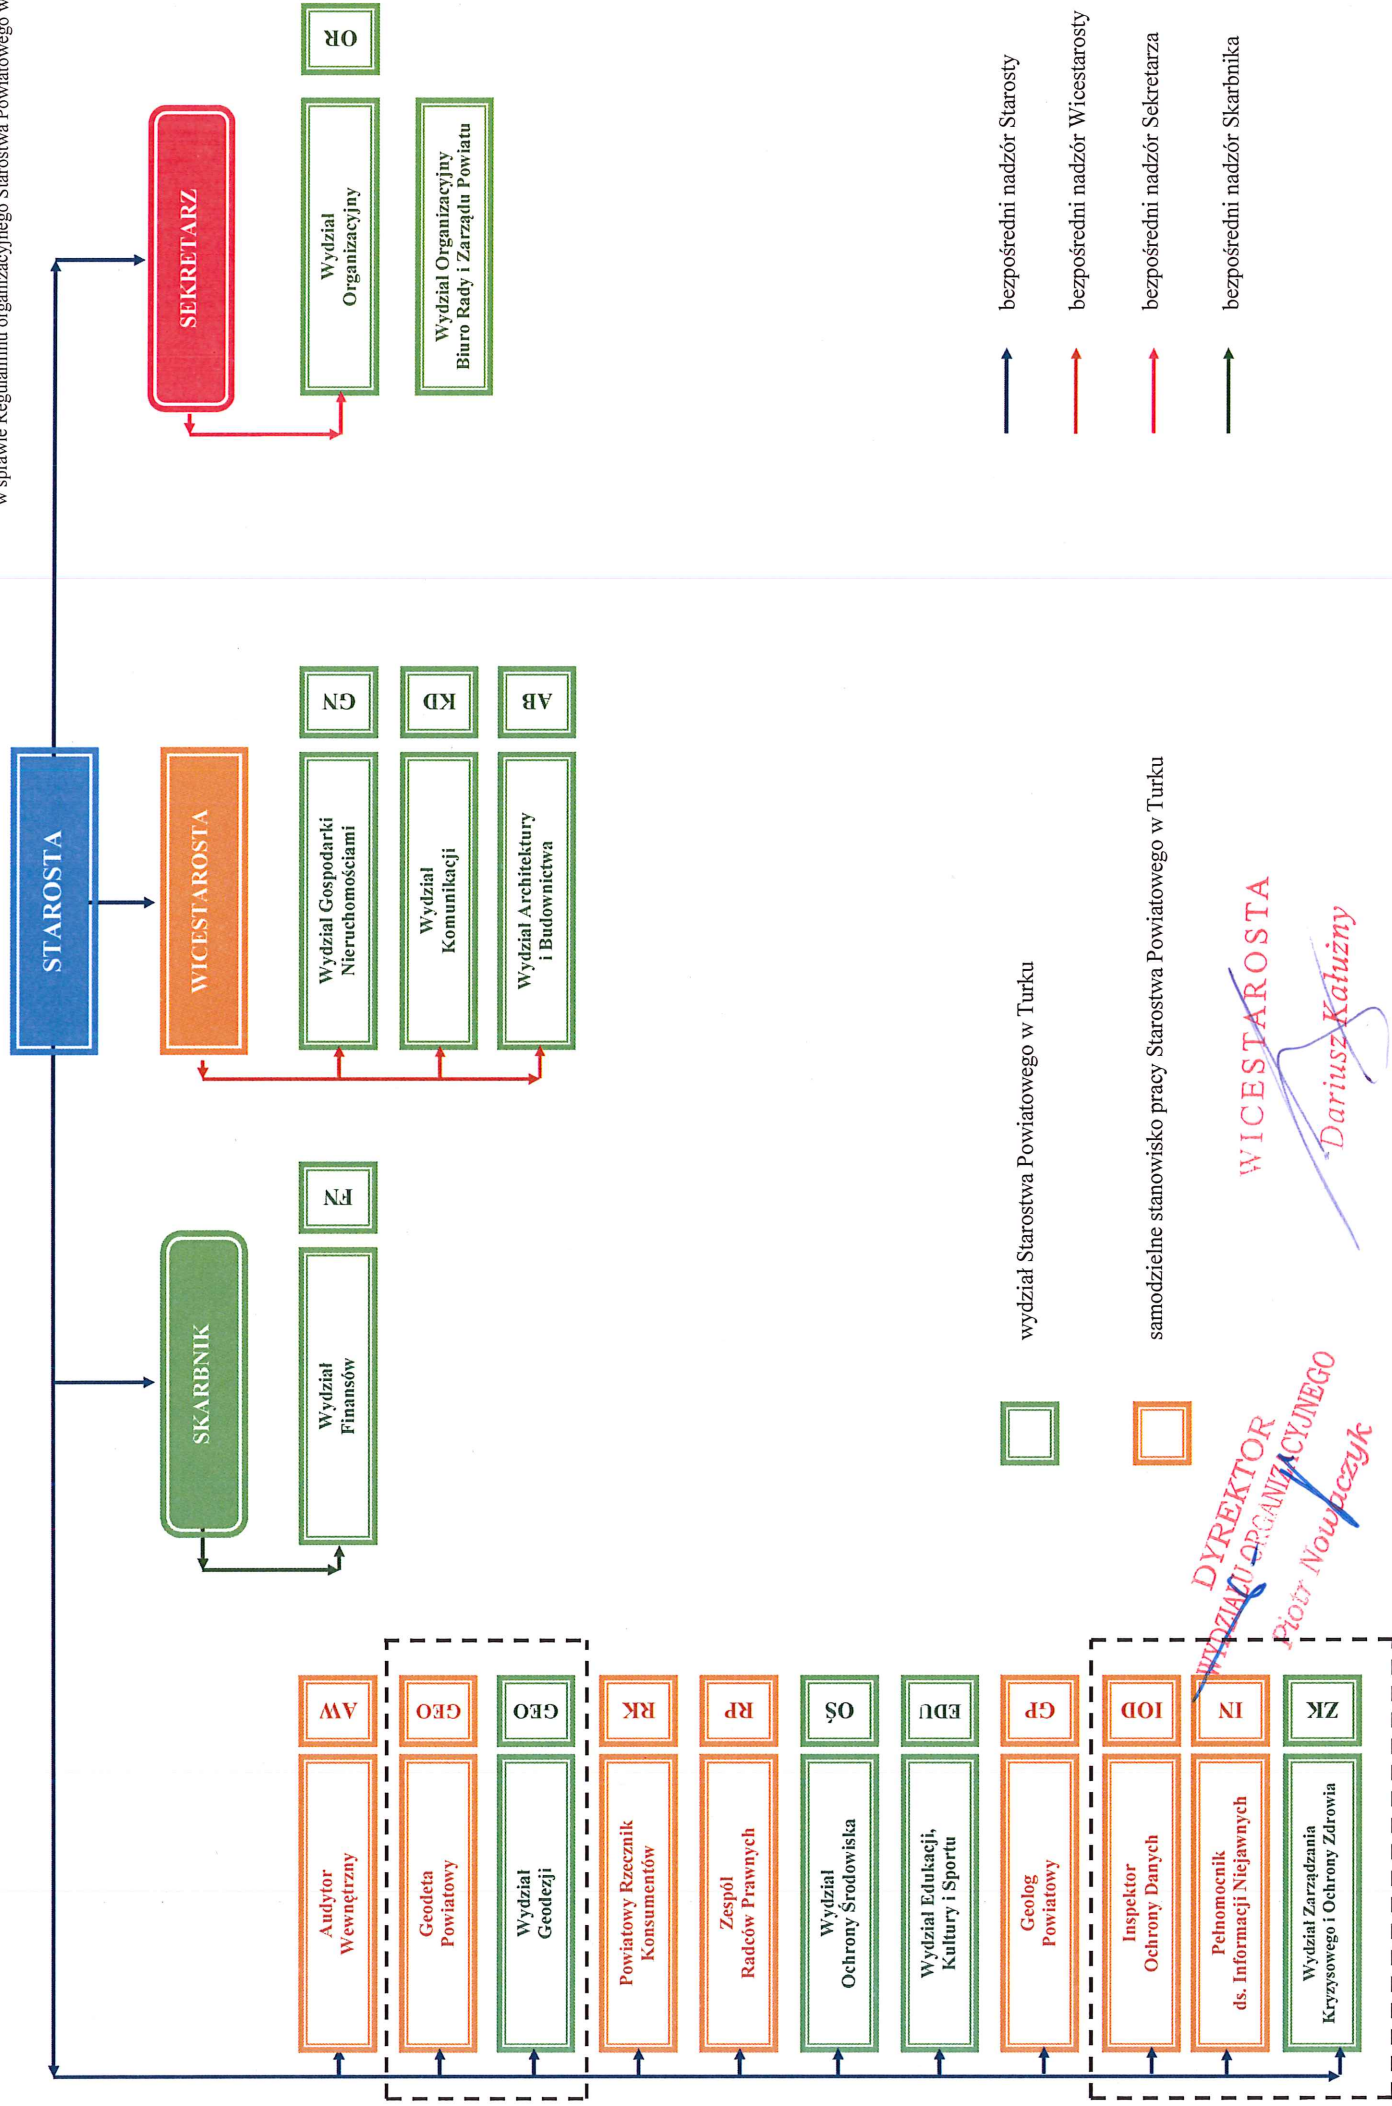 w sprawie Regulaminu organizacyjnego Starostwa Powiatowego w
STAROSTA
SKARBNIK
WICESTAROSTA
SEKRETARZ
Audytor
Wewnętrzny
AW
Geodeta
Powiatowy
GEO
Wydział
Geodezji
GEO
Powiatowy Rzecznik
Konsumentów
RK
Zespół
Radców Prawnych
RP
Wydział
Ochrony Środowiska
OŚ
Wydział Edukacji,
Kultury i Sportu
EDU
Geolog
Powiatowy
GP
Inspektor
Ochrony Danych
IOD
Pełnomocnik
ds. Informacji Niejawnych
IN
Wydział Zarządzania
Kryzysowego i Ochrony Zdrowia
ZK
Wydział
Finansów
FN
Wydział Gospodarki
Nieruchomościami
GN
Wydział
Komunikacji
KD
Wydział Architektury
i Budownictwa
AB
Wydział
Organizacyjny
OR
Wydział Organizacyjny
Biuro Rady i Zarządu Powiatu
wydział Starostwa Powiatowego w Turku
samodzielne stanowisko pracy Starostwa Powiatowego w Turku
bezpośredni nadzór Starosty
bezpośredni nadzór Wicestarosty
bezpośredni nadzór Sekretarza
bezpośredni nadzór Skarbnika
DYREKTOR
WYDZIAŁU ORGANIZACYJNEGO
Piotr Nowaczyk
WICESTAROSTA
Dariusz Kałużny